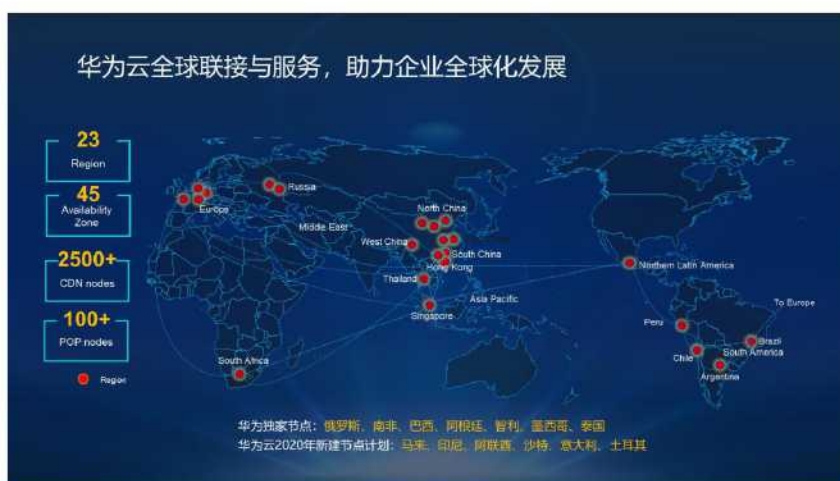 华为云全球联接与服务，助力企业全球化发展
23
Region
45
Availability
Zone
2500+
CDN nodes
100+
POP nodes
Region
Russia
Europe
North China
Middle East
West China
South China
Hong Kong
Thailand
Northern Latin America
Asia Pacific
To Europe
Singapore
Peru
Brazil
South America
Chile
South Africa
Argentina
华为独家节点：俄罗斯、南非、巴西、阿根廷、智利、墨西哥、泰国
华为云2020年新建节点计划：马来、印尼、阿联酋、沙特、意大利、土耳其